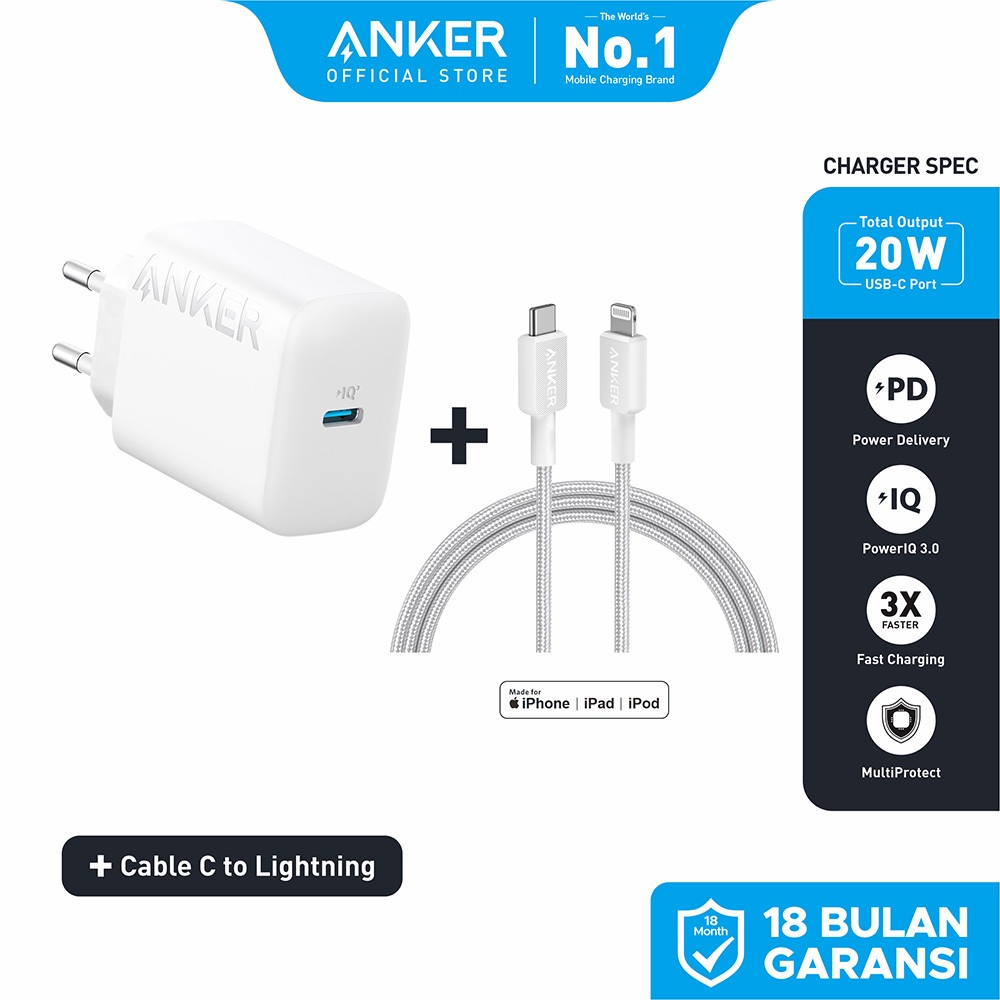 ANKER
OFFICIAL STORE
The World's
No.1
Mobile Charging Brand
CHARGER SPEC
Total Output
20W
USB-C Port
ANKER
IQ³
ANKER
ANKER
PD
Power Delivery
IQ
PowerIQ 3.0
3X
FASTER
Fast Charging
MultiProtect
Made for
iPhone | iPad | iPod
+ Cable C to Lightning
18
Month
18 BULAN
GARANSI